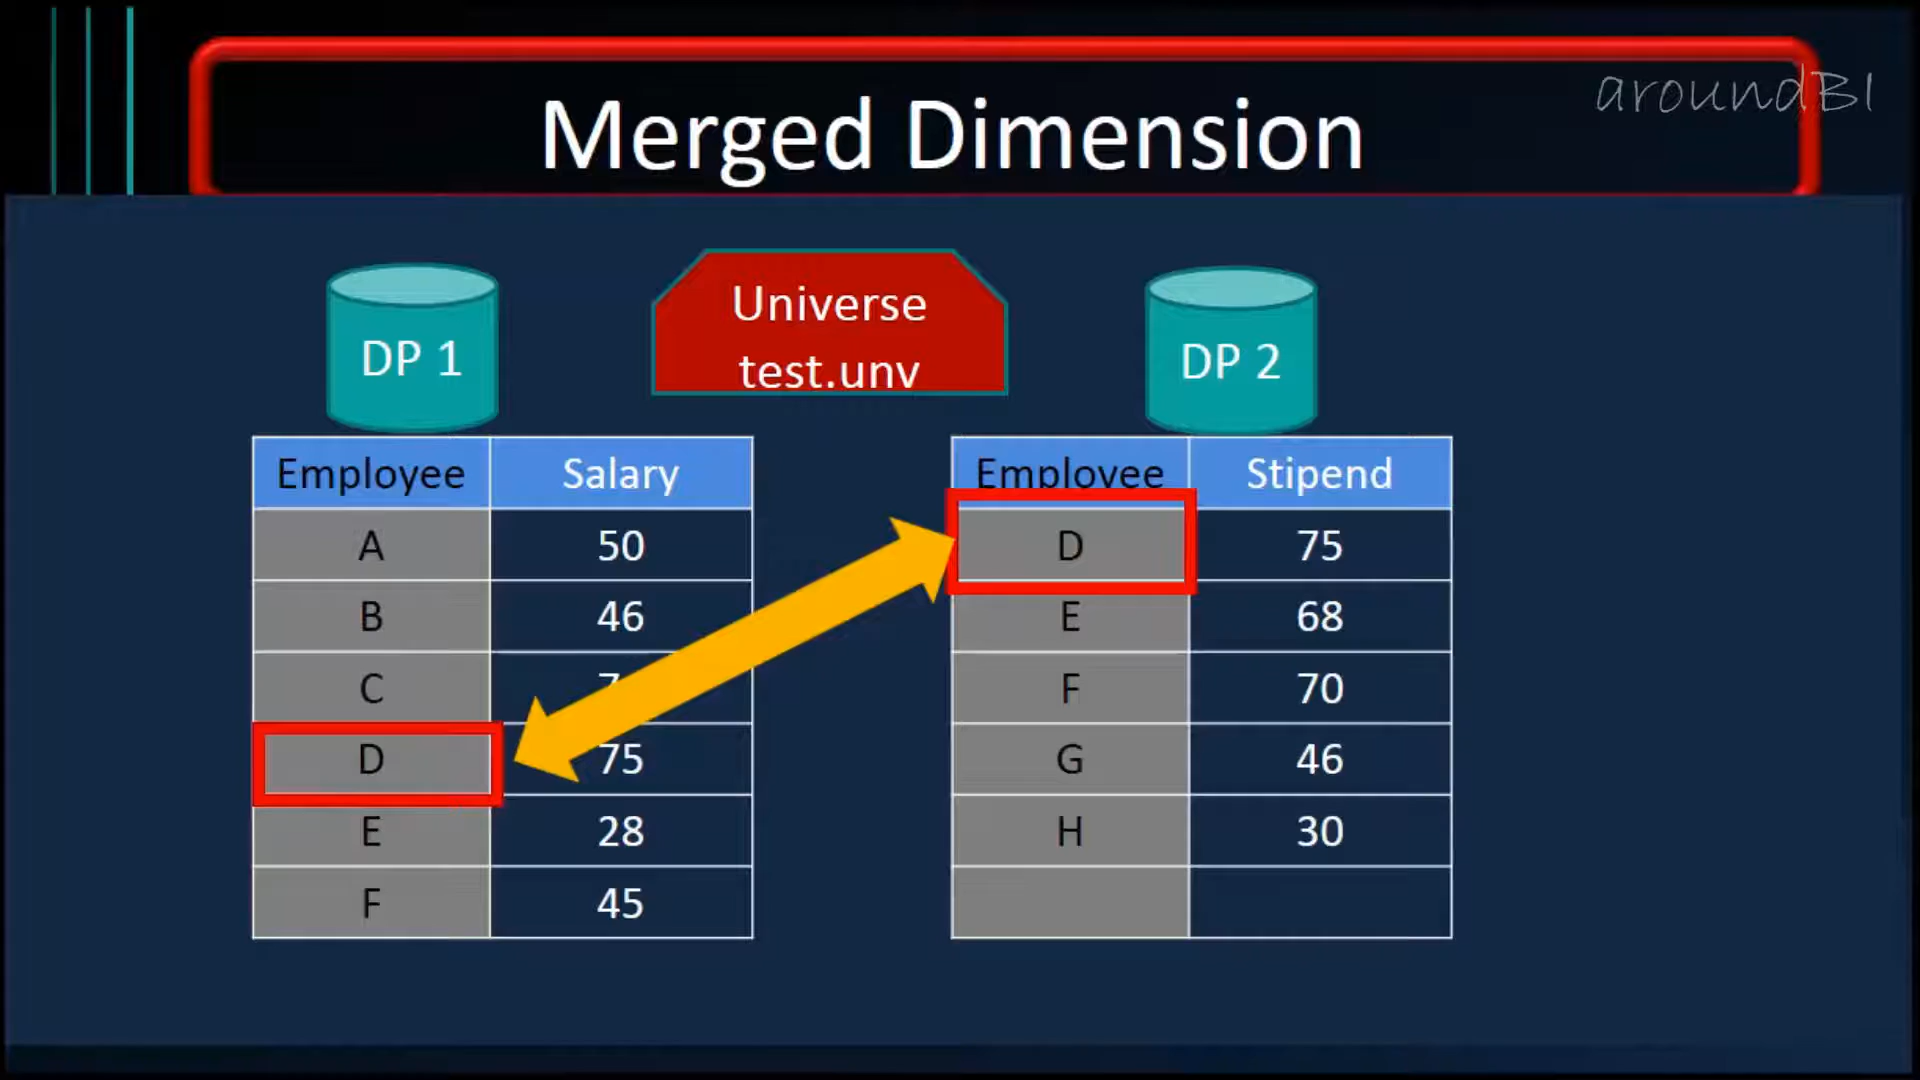 aroundBI
Merged Dimension
DP 1
Universe
test.unv
DP 2
Employee Salary
A 50
B 46
C
D 75
E 28
F 45
Employee Stipend
D 75
E 68
F 70
G 46
H 30